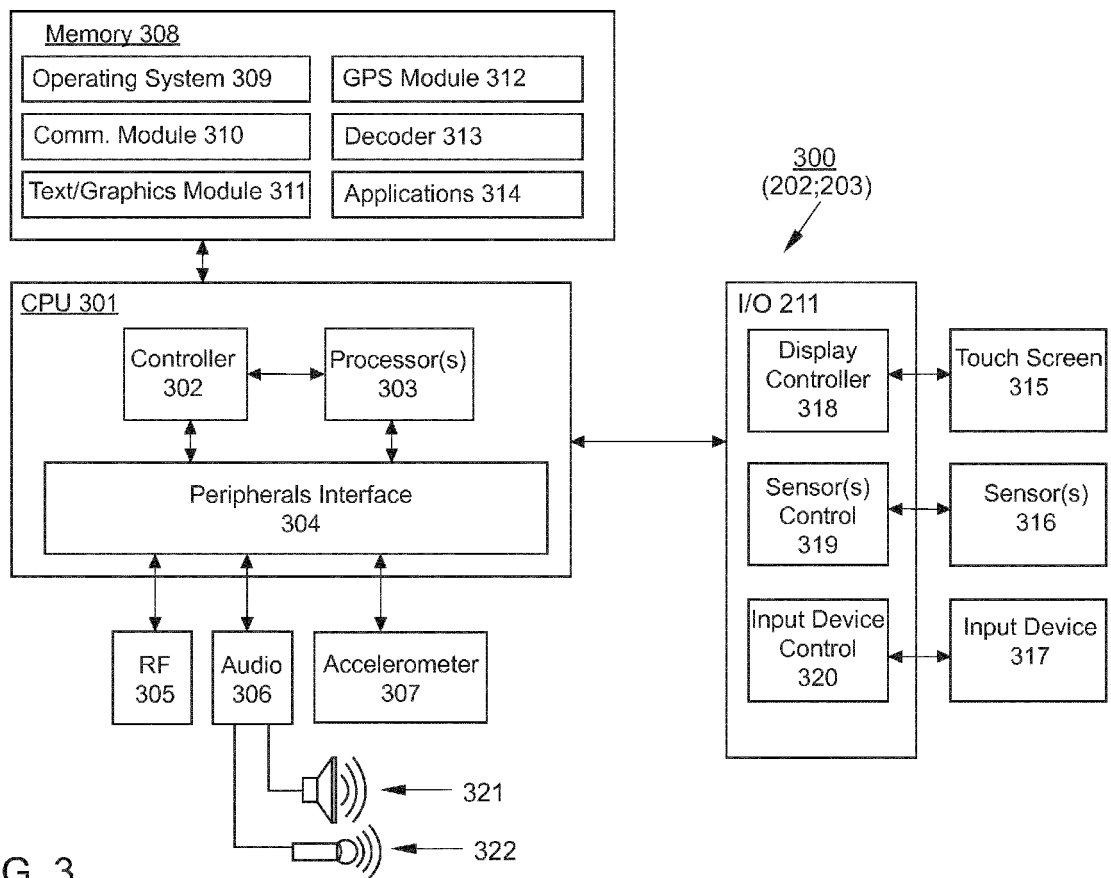 Memory 308
Operating System 309
GPS Module 312
Comm. Module 310
Decoder 313
Text/Graphics Module 311
Applications 314
300
(202;203)
CPU 301
Controller
302
Processor(s)
303
Peripherals Interface
304
RF
305
Audio
306
Accelerometer
307
321
322
I/O 211
Display
Controller
318
Touch Screen
315
Sensor(s)
Control
319
Sensor(s)
316
Input Device
Control
320
Input Device
317
G. 3